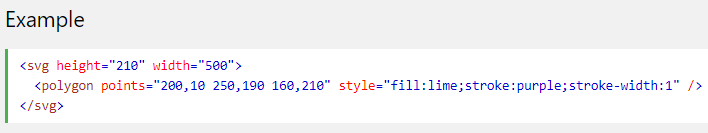 Example
<svg height="210" width="500">
<polygon points="200,10 250,190 160,210" style="fill:lime;stroke:purple;stroke-width:1" />
</svg>